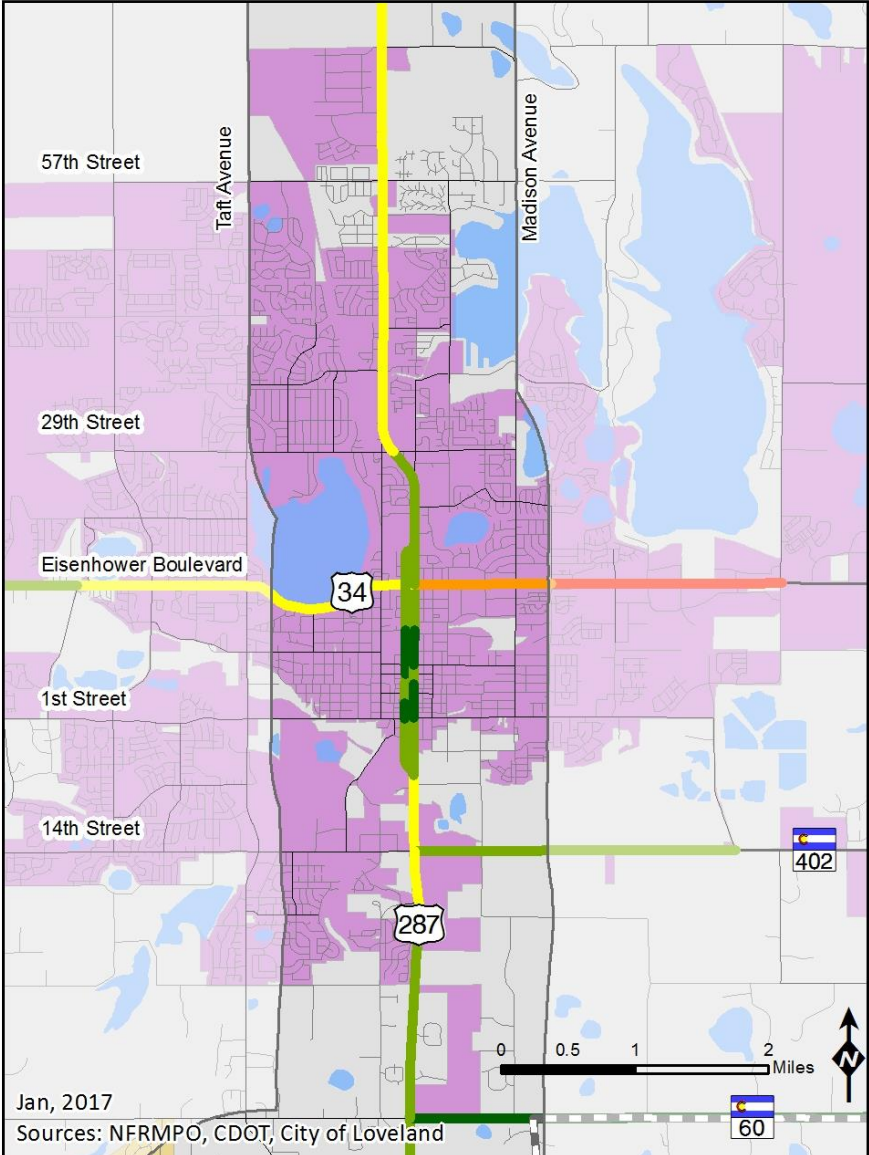 57th Street
Taft Avenue
Madison Avenue
29th Street
Eisenhower Boulevard
34
1st Street
14th Street
C
402
287
0 0.5 1 2
Miles
N
Jan, 2017
C
60
Sources: NFRMPO, CDOT, City of Loveland